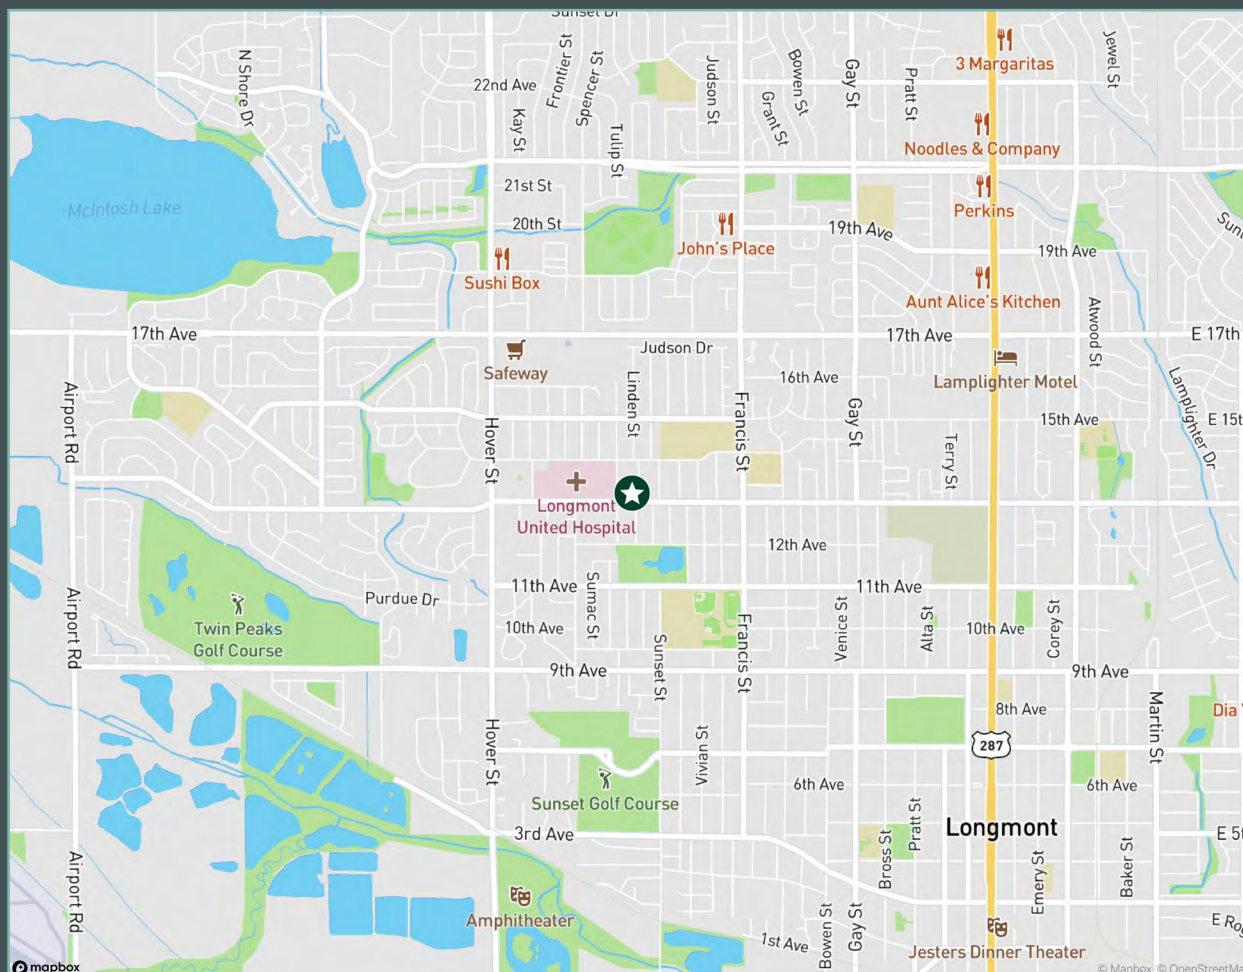 Sunset Dr
3 Margaritas
Jewel St
N Shore Dr
22nd Ave
Frontier St
Spencer St
Judson St
Bowen St
Grant St
Gay St
Pratt St
Kay St
Tulip St
Noodles & Company
McIntosh Lake
21st St
20th St
Perkins
John's Place
19th Ave
19th Ave
Sushi Box
Aunt Alice's Kitchen
17th Ave
17th Ave
E 17th
Judson Dr
Atwood St
Safeway
16th Ave
Lamplighter Motel
Airport Rd
Linden St
Francis St
Gay St
15th Ave
Lamplighter Dr
Hover St
Terry St
Longmont
United Hospital
12th Ave
11th Ave
11th Ave
Purdue Dr
Airport Rd
Sumac St
Venice St
Alta St
Corey St
Twin Peaks
Golf Course
10th Ave
10th Ave
Sunset St
Francis St
9th Ave
9th Ave
8th Ave
Martin St
Hover St
Vivian St
287
6th Ave
6th Ave
Sunset Golf Course
3rd Ave
Longmont
Pratt St
Bross St
Airport Rd
Emery St
Baker St
Amphitheater
Bowen St
Gay St
1st Ave
Jesters Dinner Theater
mapbox
© Mapbox, © OpenStreetM